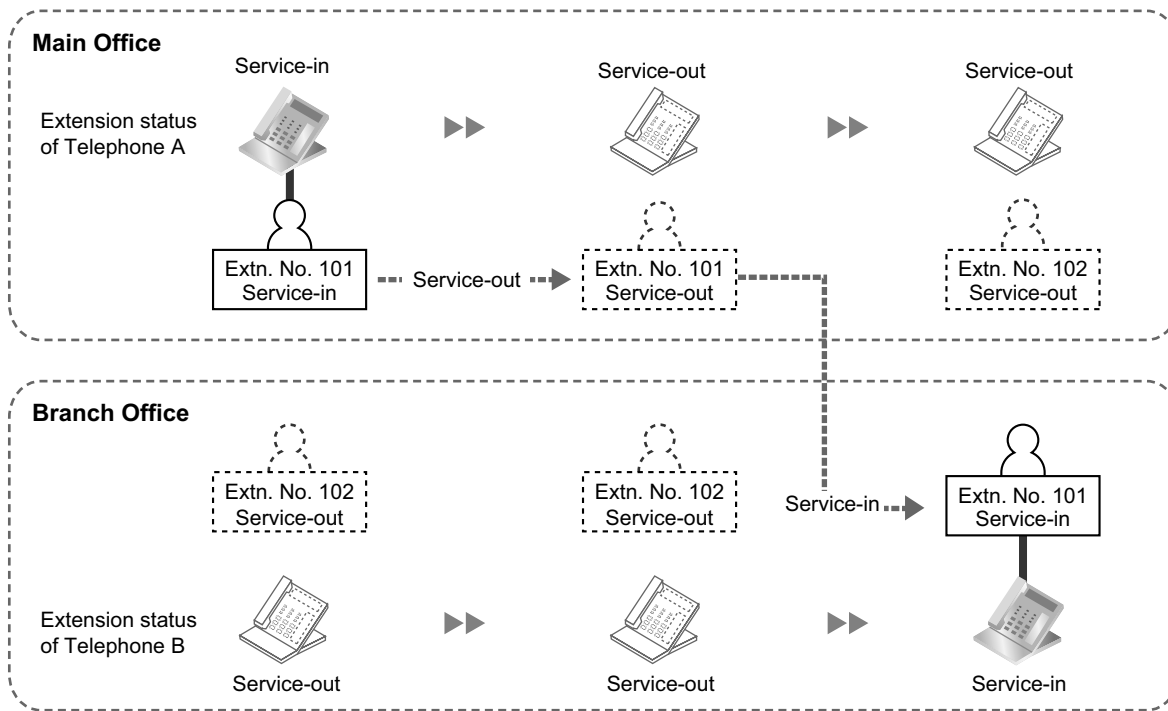 Main Office
Service-in
Service-out
Service-out
Extension status
of Telephone A
Extn. No. 101
Service-in
Service-out
Extn. No. 101
Service-out
Extn. No. 102
Service-out
Branch Office
Extn. No. 102
Service-out
Extn. No. 102
Service-out
Service-in
Extn. No. 101
Service-in
Extension status
of Telephone B
Service-out
Service-out
Service-in